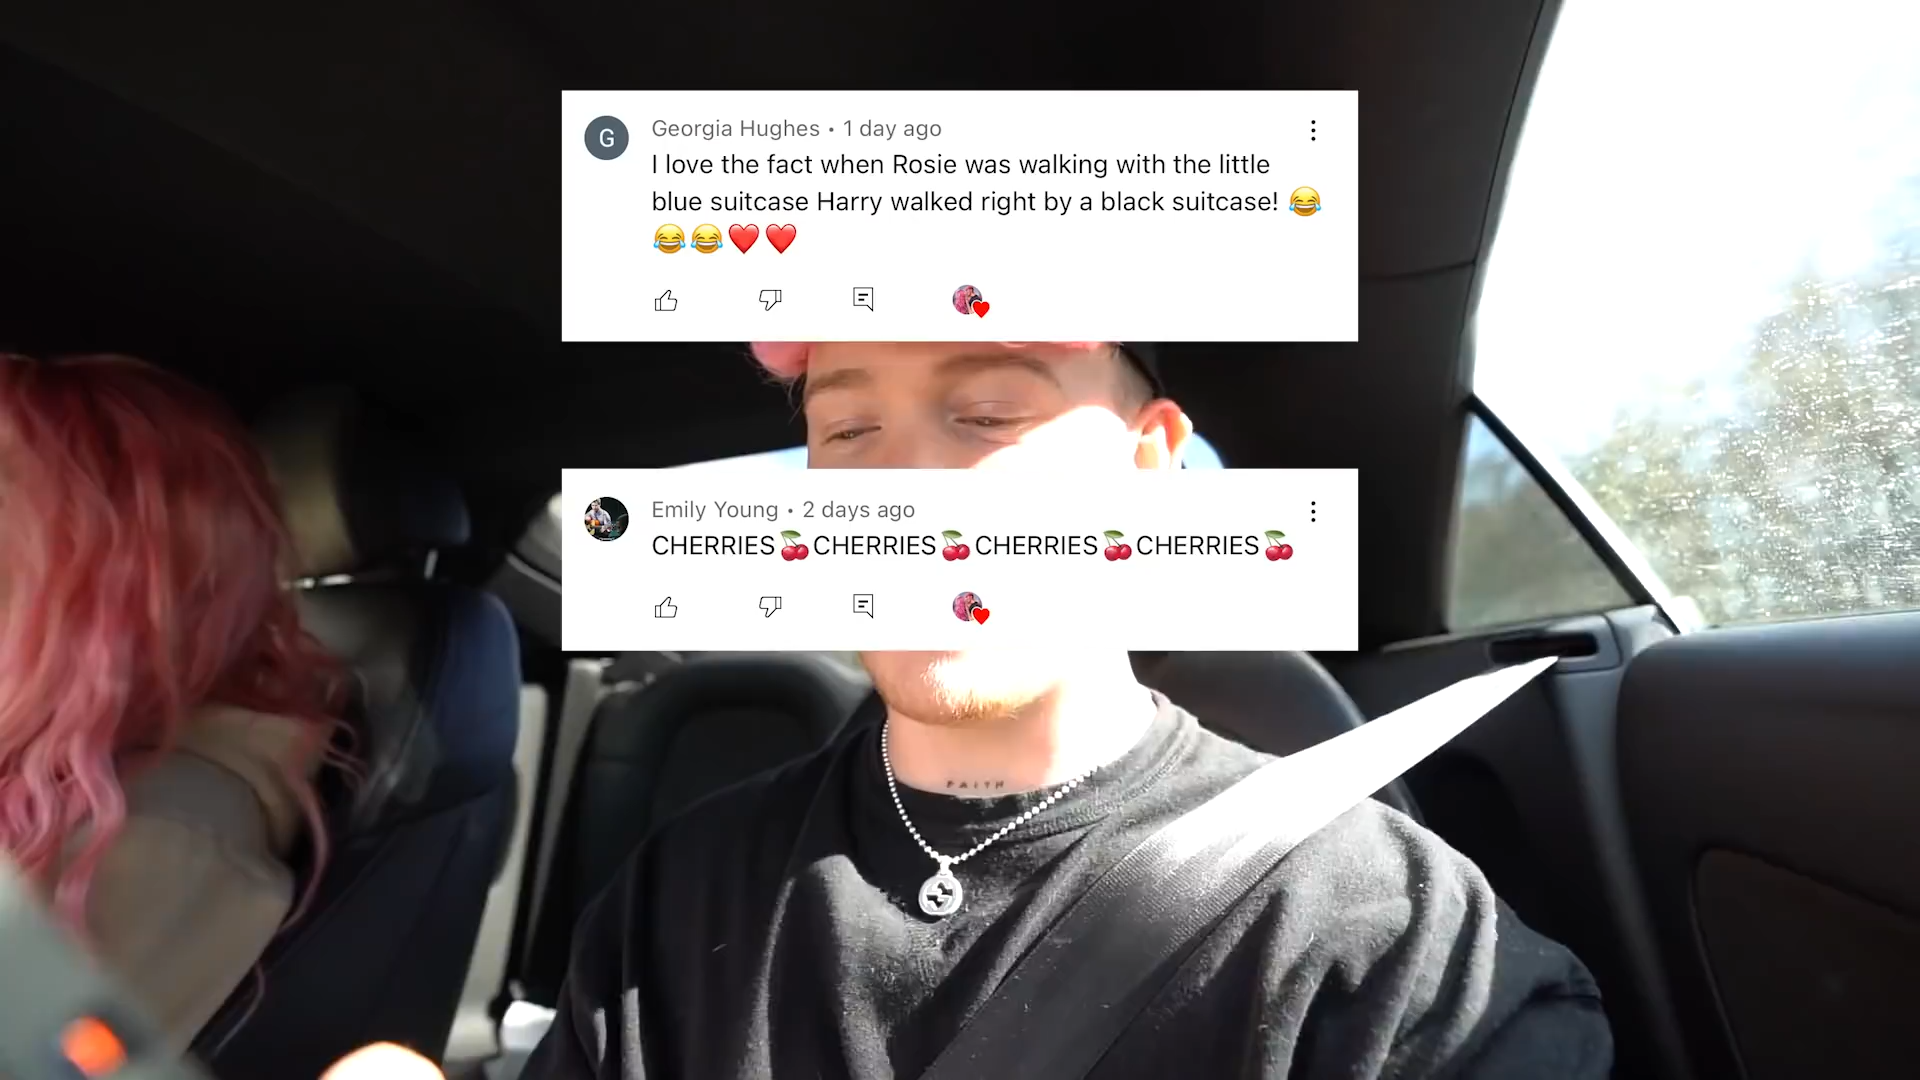 G
Georgia Hughes • 1 day ago
I love the fact when Rosie was walking with the little
blue suitcase Harry walked right by a black suitcase! 😂
😂😂❤️❤️
Emily Young • 2 days ago
CHERRIES🍒CHERRIES🍒CHERRIES🍒CHERRIES🍒
FAITH